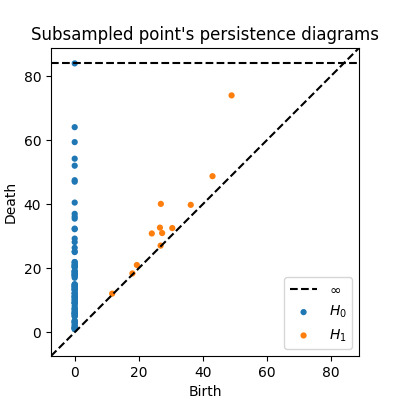 Subsampled point's persistence diagrams
Death
80
60
40
20
0
0 20 40 60 80
Birth
∞
H₀
H₁